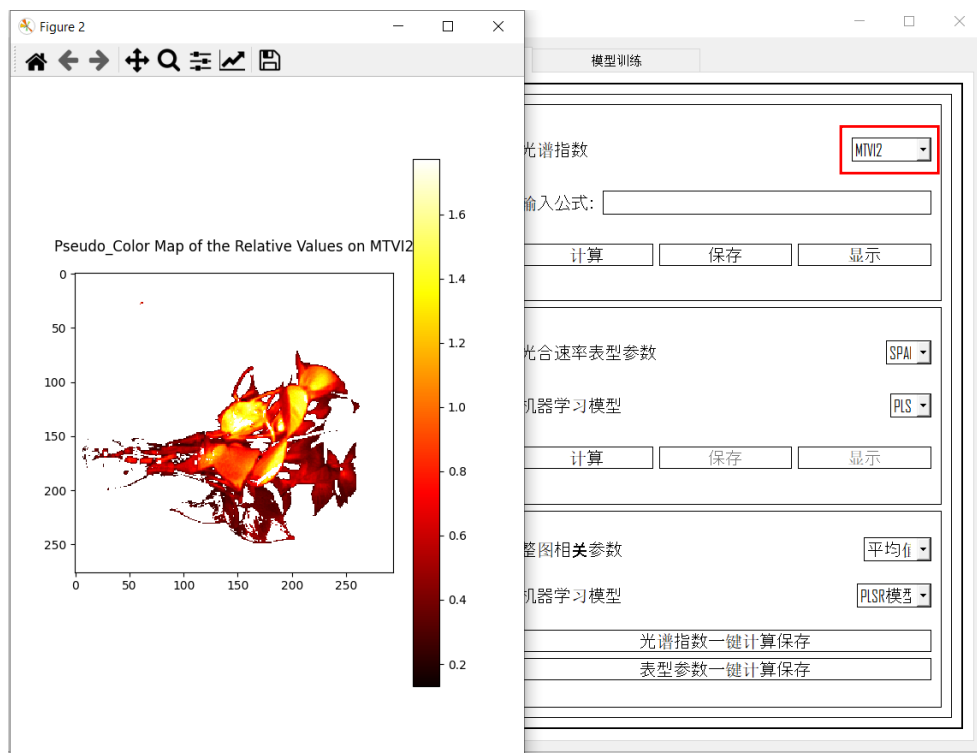 Figure 2
模型训练
Pseudo_Color Map of the Relative Values on MTVI2
0
50
100
150
200
250
0 50 100 150 200 250
1.6
1.4
1.2
1.0
0.8
0.6
0.4
0.2
光谱指数 MTVI2
输入公式:
计算 保存 显示
光合速率表型参数 SPA
机器学习模型 PLS
计算 保存 显示
整图相关参数 平均
机器学习模型 PLSR模型
光谱指数一键计算保存
表型参数一键计算保存